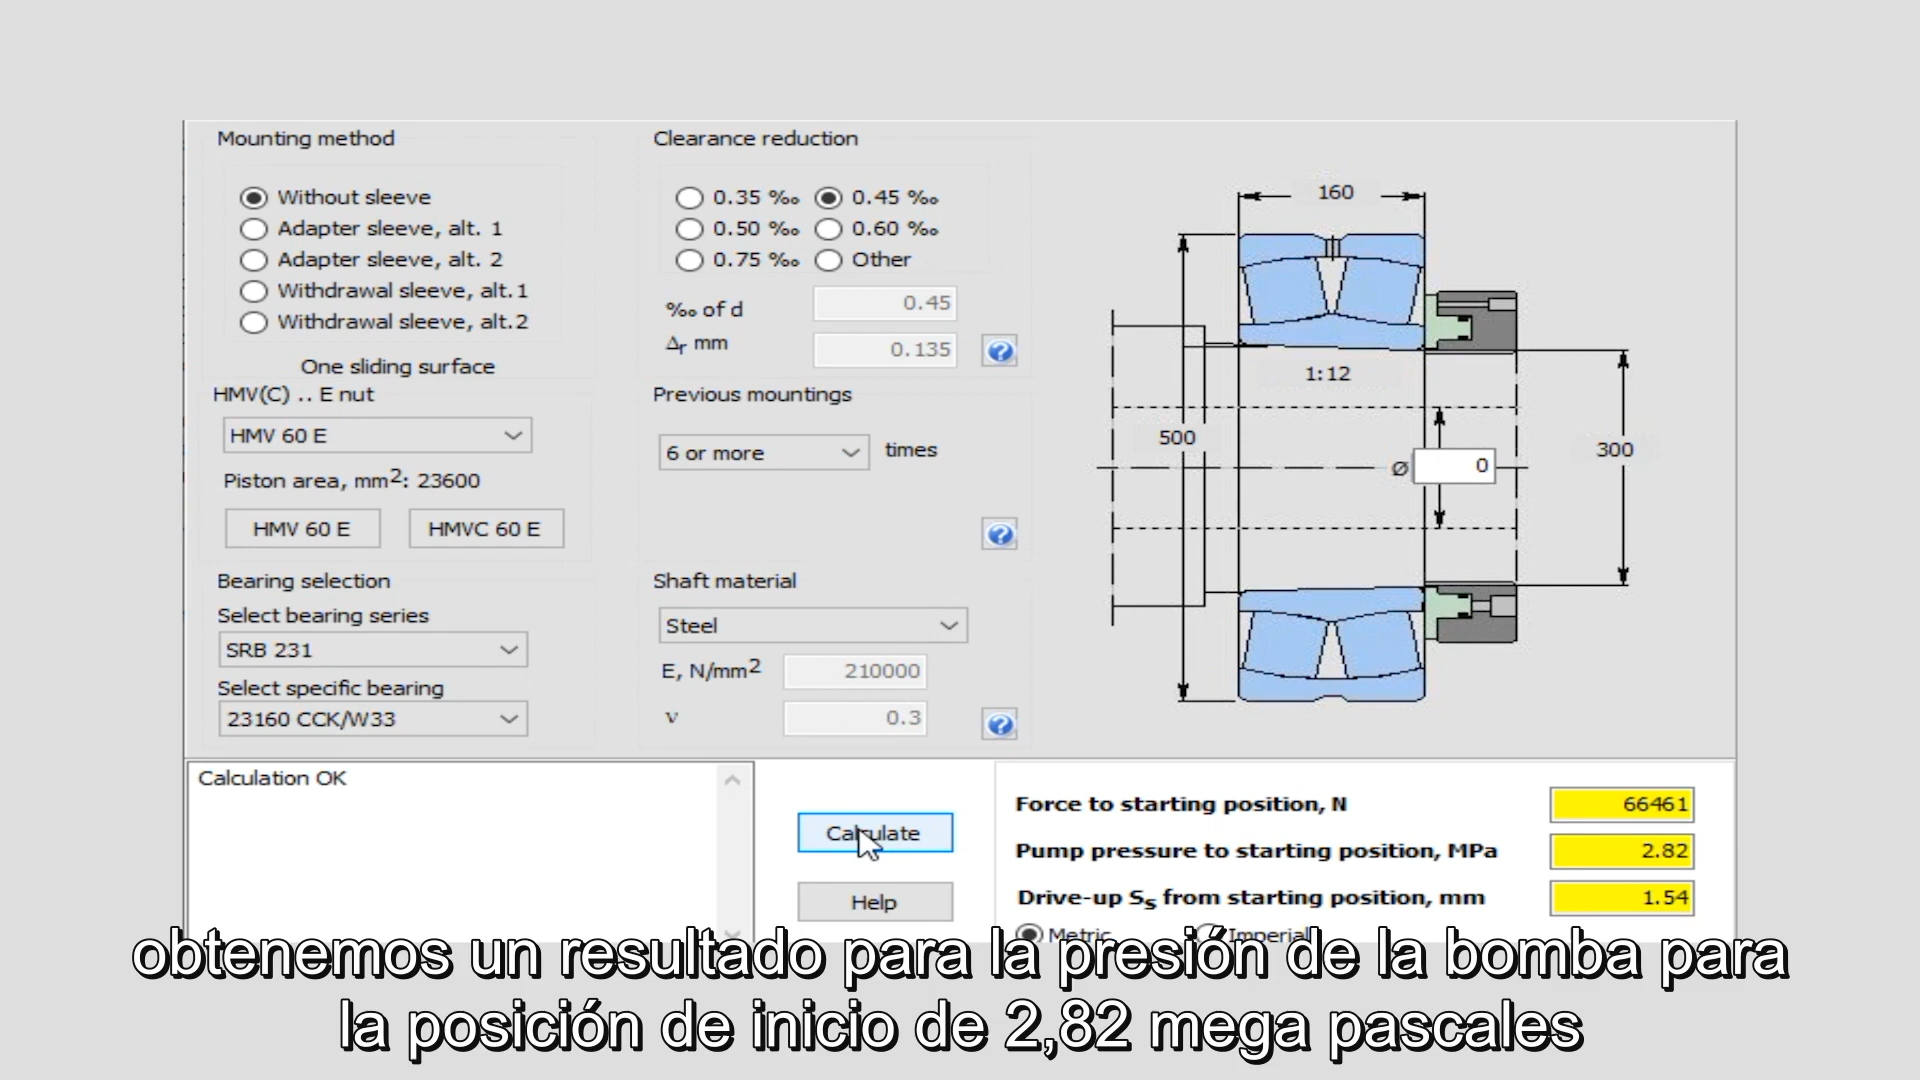 Mounting method
Without sleeve
Adapter sleeve, alt. 1
Adapter sleeve, alt. 2
Withdrawal sleeve, alt.1
Withdrawal sleeve, alt.2
One sliding surface
HMV(C) .. E nut
HMV 60 E
Piston area, mm2: 23600
HMV 60 E HMVC 60 E
Bearing selection
Select bearing series
SRB 231
Select specific bearing
23160 CCK/W33
Clearance reduction
0.35 ‰ 0.45 ‰
0.50 ‰ 0.60 ‰
0.75 ‰ Other
‰ of d 0.45
Δr mm 0.135
Previous mountings
6 or more times
Shaft material
Steel
E, N/mm2 210000
ν 0.3
160
1:12
500
300
Ø 0
Calculation OK
Calculate
Help
Force to starting position, N 66461
Pump pressure to starting position, MPa 2.82
Drive-up Ss from starting position, mm 1.54
Metric Imperial
obtenemos un resultado para la presión de la bomba para
la posición de inicio de 2,82 mega pascales